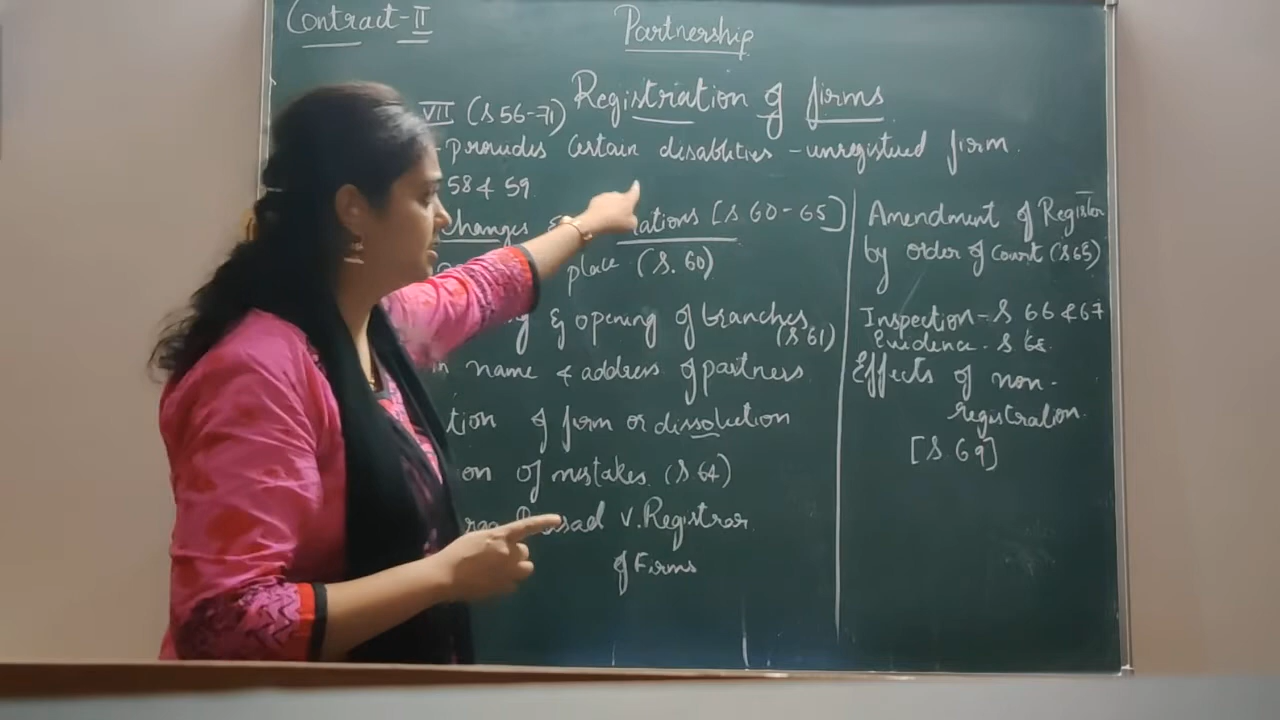 Contract-II
Partnership
Registriation of firms
VII (S 56-71)
- provides Certain disablities - unregistered firm
58 & 59
Changes & [S 60-65]
place (S. 60)
& opening of branches (S 61)
in name & address of partners
tion of firm or dissolution
on of mistakes (S 64)
Prasad v. Registrar
of Firms
Amendment of Register
by order of Court (S 65)
Inspection - S 66 & 67
Evidence - S 68
Effects of non-
registration
[S 69]